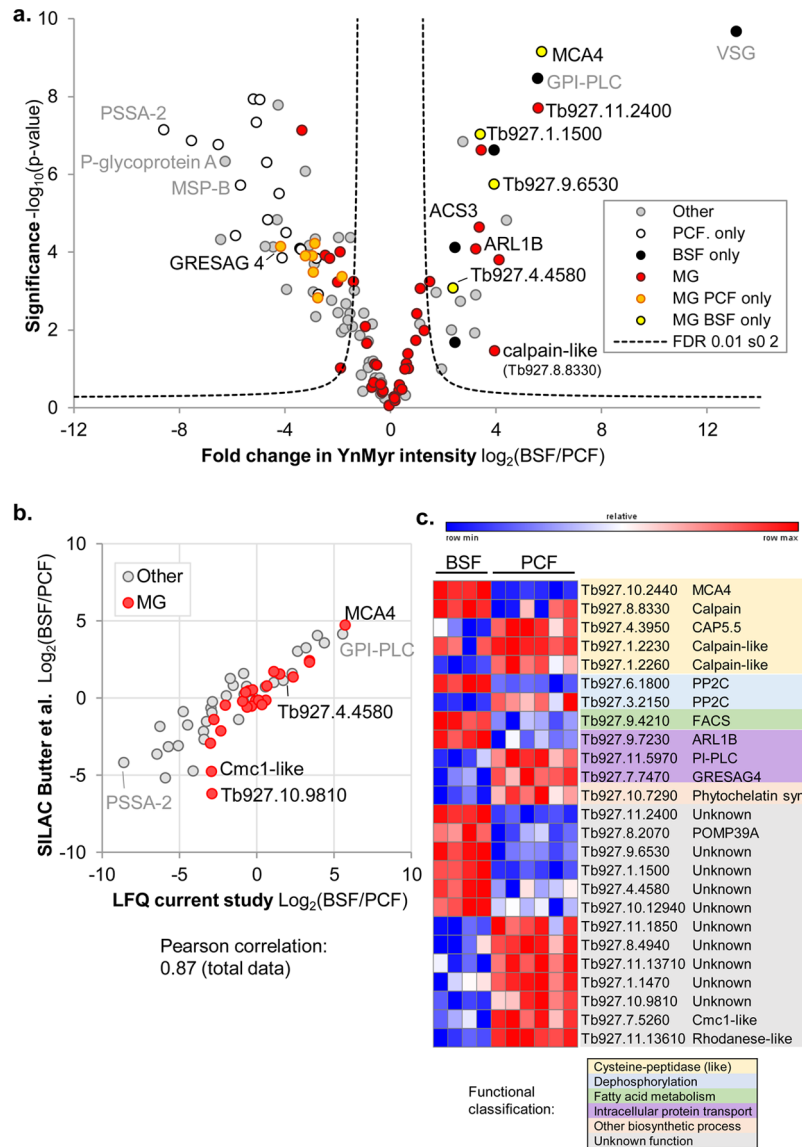 a.
10
8
6
4
2
0
-12
-8
-4
0
4
8
12
Significance -log10(p-value)
Fold change in YnMyr intensity log2(BSF/PCF)
VSG
MCA4
GPI-PLC
Tb927.11.2400
Tb927.1.1500
Tb927.9.6530
ACS3
ARL1B
Tb927.4.4580
calpain-like
(Tb927.8.8330)
PSSA-2
P-glycoprotein A
MSP-B
GRESAG 4
Other
PCF. only
BSF only
MG
MG PCF only
MG BSF only
FDR 0.01 s0 2
b.
10
5
0
-5
-10
-10
-5
0
5
10
SILAC Butter et al. Log2(BSF/PCF)
LFQ current study Log2(BSF/PCF)
Other
MG
MCA4
GPI-PLC
Tb927.4.4580
Cmc1-like
Tb927.10.9810
PSSA-2
Pearson correlation:
0.87 (total data)
c.
relative
row min
row max
BSF PCF
Tb927.10.2440 MCA4
Tb927.8.8330 Calpain
Tb927.4.3950 CAP5.5
Tb927.1.2230 Calpain-like
Tb927.1.2260 Calpain-like
Tb927.6.1800 PP2C
Tb927.3.2150 PP2C
Tb927.9.4210 FACS
Tb927.9.7230 ARL1B
Tb927.11.5970 PI-PLC
Tb927.7.7470 GRESAG4
Tb927.10.7290 Phytochelatin syn
Tb927.11.2400 Unknown
Tb927.8.2070 POMP39A
Tb927.9.6530 Unknown
Tb927.1.1500 Unknown
Tb927.4.4580 Unknown
Tb927.10.12940 Unknown
Tb927.11.1850 Unknown
Tb927.8.4940 Unknown
Tb927.11.13710 Unknown
Tb927.1.1470 Unknown
Tb927.10.9810 Unknown
Tb927.7.5260 Cmc1-like
Tb927.11.13610 Rhodanese-like
Functional
classification:
Cysteine-peptidase (like)
Dephosphorylation
Fatty acid metabolism
Intracellular protein transport
Other biosynthetic process
Unknown function